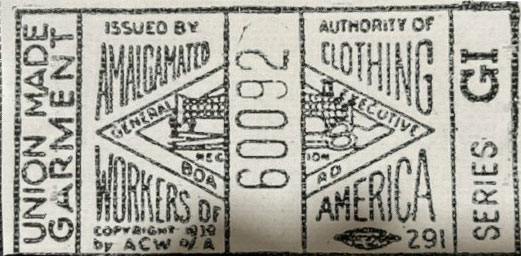 UNION MADE
GARMENT
ISSUED BY
AMALGAMATED
GENERAL
BOA
REG
WORKERS OF
COPYRIGHT 1939
by ACW of A
60092
AUTHORITY OF
CLOTHING
EXECUTIVE
ION
RD
AMERICA
291
SERIES GI